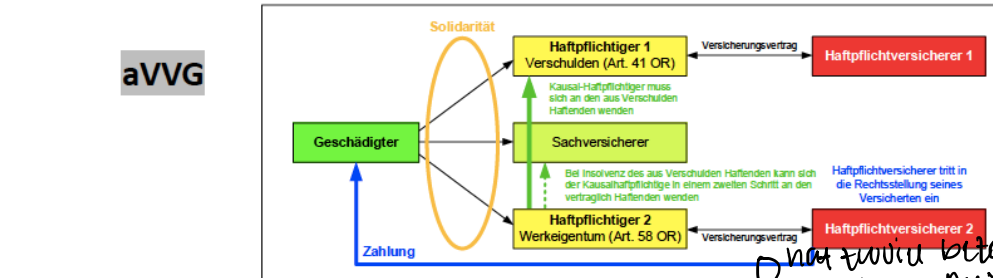 aVVG
Solidarität
Haftpflichtiger 1
Verschulden (Art. 41 OR)
Versicherungsvertrag
Haftpflichtversicherer 1
Kausal-Haftpflichtiger muss
sich an den aus Verschulden
Haftenden wenden
Geschädigter
Sachversicherer
Bei Insolvenz des aus Verschulden Haftenden kann sich
der Kausalhaftpflichtige in einem zweiten Schritt an den
vertraglich Haftenden wenden
Haftpflichtversicherer tritt in
die Rechtsstellung seines
Versicherten ein
Haftpflichtiger 2
Werkeigentum (Art. 58 OR)
Versicherungsvertrag
Haftpflichtversicherer 2
Zahlung
hat